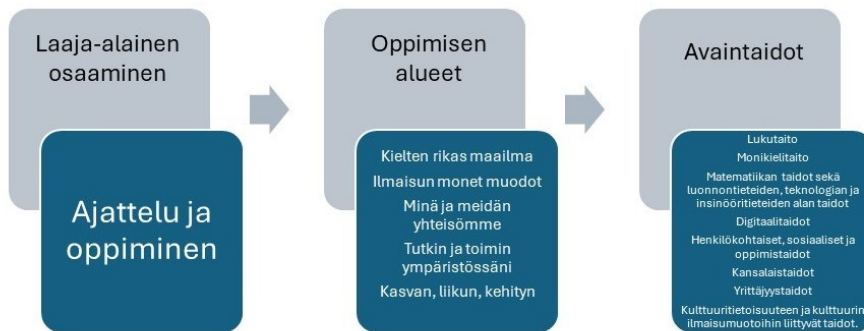 Laaja-alainen
osaaminen
Ajattelu ja
oppiminen
Oppimisen
alueet
Kielten rikas maailma
Ilmaisun monet muodot
Minä ja meidän
yhteisömme
Tutkin ja toimin
ympäristössäni
Kasvan, liikun, kehityn
Avaintaidot
Lukutaito
Monikielitaito
Matematiikan taidot sekä
luonnontieteiden, teknologian ja
insinööritieteiden alan taidot
Digitaalitaidot
Henkilökohtaiset, sosiaaliset ja
oppimistaidot
Kansalaistaidot
Yrittäjyystaidot
Kulttuuritietoisuuteen ja kulttuurin
ilmaisumuotoihin liittyvät taidot.